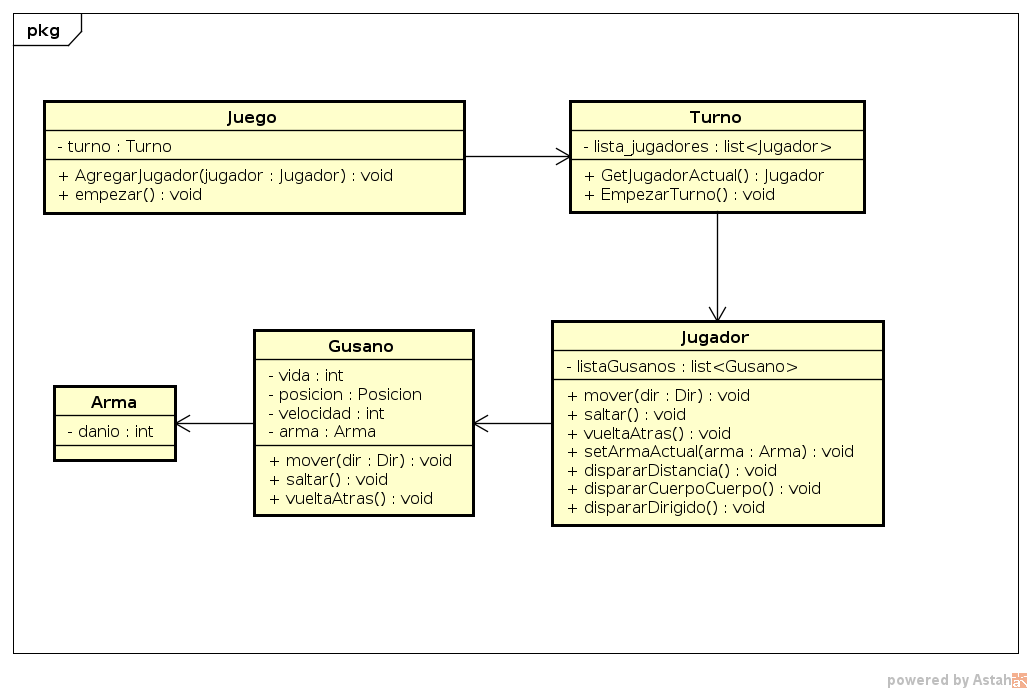 pkg
Juego
- turno : Turno
+ AgregarJugador(jugador : Jugador) : void
+ empezar() : void
Turno
- lista_jugadores : list<Jugador>
+ GetJugadorActual() : Jugador
+ EmpezarTurno() : void
Arma
- danio : int
Gusano
- vida : int
- posicion : Posicion
- velocidad : int
- arma : Arma
+ mover(dir : Dir) : void
+ saltar() : void
+ vueltaAtras() : void
Jugador
- listaGusanos : list<Gusano>
+ mover(dir : Dir) : void
+ saltar() : void
+ vueltaAtras() : void
+ setArmaActual(arma : Arma) : void
+ dispararDistancia() : void
+ dispararCuerpoCuerpo() : void
+ dispararDirigido() : void
powered by Astah